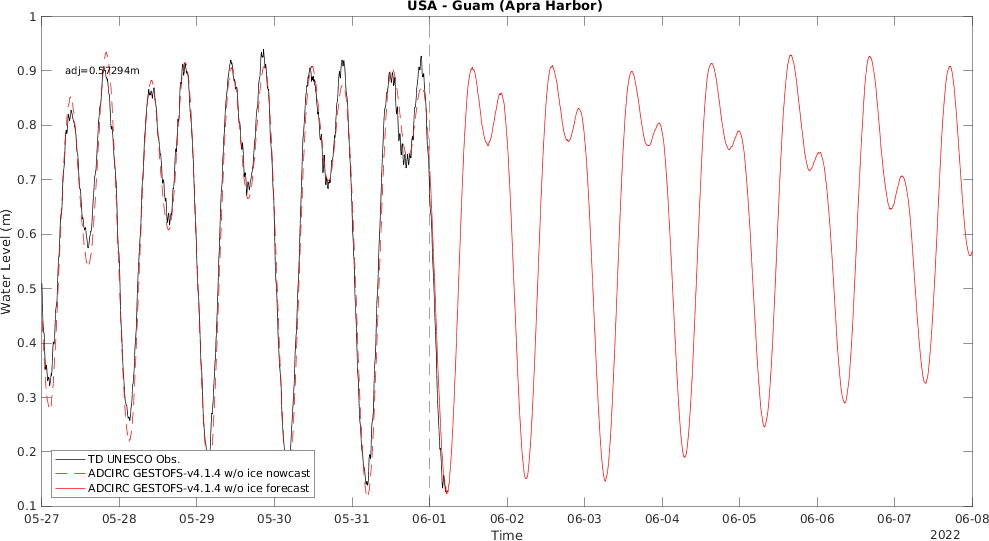 USA - Guam (Apra Harbor)
adj=0.57294m
Water Level (m)
1
0.9
0.8
0.7
0.6
0.5
0.4
0.3
0.2
0.1
TD UNESCO Obs.
ADCIRC GESTOFS-v4.1.4 w/o ice nowcast
ADCIRC GESTOFS-v4.1.4 w/o ice forecast
05-27 05-28 05-29 05-30 05-31 06-01 06-02 06-03 06-04 06-05 06-06 06-07 06-08
Time
2022